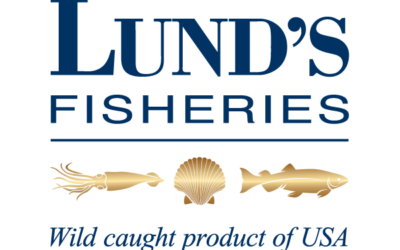 LUND'S
FISHERIES
Wild caught product of USA